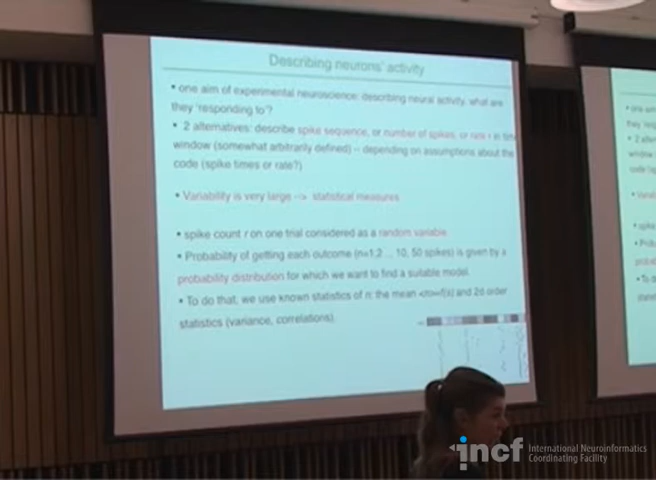 Describing neurons' activity
• one aim of experimental neuroscience: describing neural activity, what are
they 'responding to'?
• 2 alternatives: describe spike sequence, or number of spikes, or rate r in time
window (somewhat arbitrarily defined) – depending on assumptions about the
code (spike times or rate?)
• Variability is very large --> statistical measures
• spike count r on one trial considered as a random variable
• Probability of getting each outcome (n=1,2 ... 10, 50 spikes) is given by a
probability distribution for which we want to find a suitable model.
• To do that, we use known statistics of n: the mean and 2d order
statistics (variance, correlations).
incf International Neuroinformatics
Coordinating Facility